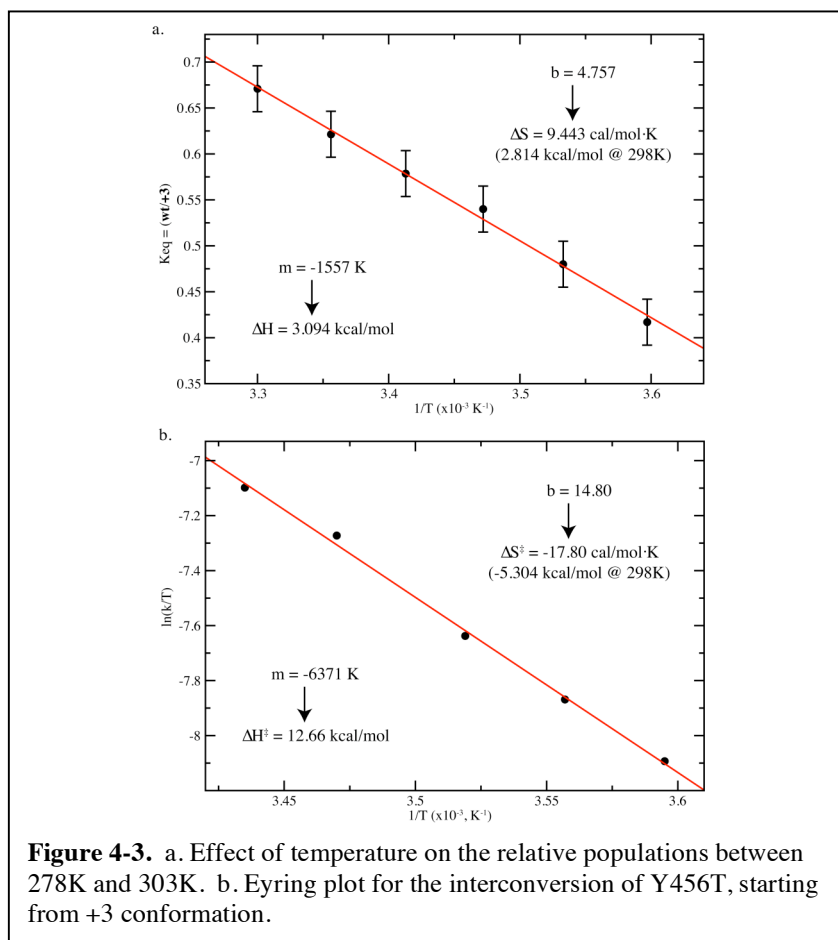 a.
0.7
0.65
0.6
0.55
0.5
0.45
0.4
0.35
Keq = (wt/+3)
b = 4.757
ΔS = 9.443 cal/mol·K
(2.814 kcal/mol @ 298K)
m = -1557 K
ΔH = 3.094 kcal/mol
3.3 3.4 3.5 3.6
1/T (x10⁻³ K⁻¹)
b.
-7
-7.2
-7.4
-7.6
-7.8
-8
ln(k/T)
b = 14.80
ΔS‡ = -17.80 cal/mol·K
(-5.304 kcal/mol @ 298K)
m = -6371 K
ΔH‡ = 12.66 kcal/mol
3.45 3.5 3.55 3.6
1/T (x10⁻³, K⁻¹)
Figure 4-3. a. Effect of temperature on the relative populations between
278K and 303K. b. Eyring plot for the interconversion of Y456T, starting
from +3 conformation.